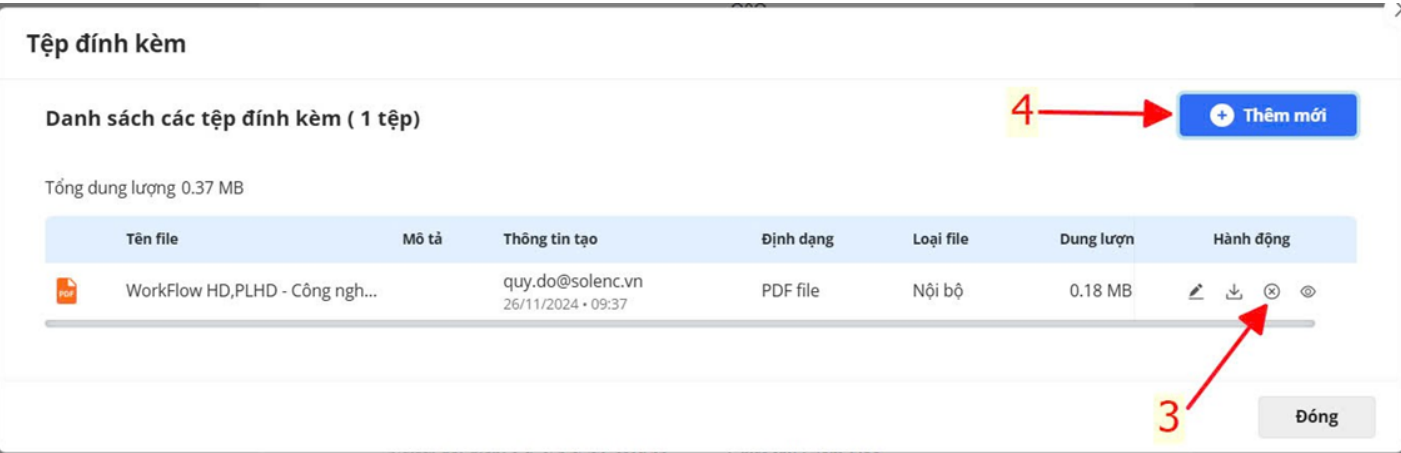 Tệp đính kèm
Danh sách các tệp đính kèm ( 1 tệp)
4
Thêm mới
Tổng dung lượng 0.37 MB
Tên file Mô tả Thông tin tạo Định dạng Loại file Dung lượn Hành động
PDF WorkFlow HD,PLHD - Công ngh... quy.do@solenc.vn PDF file Nội bộ 0.18 MB
26/11/2024 • 09:37
3
Đóng